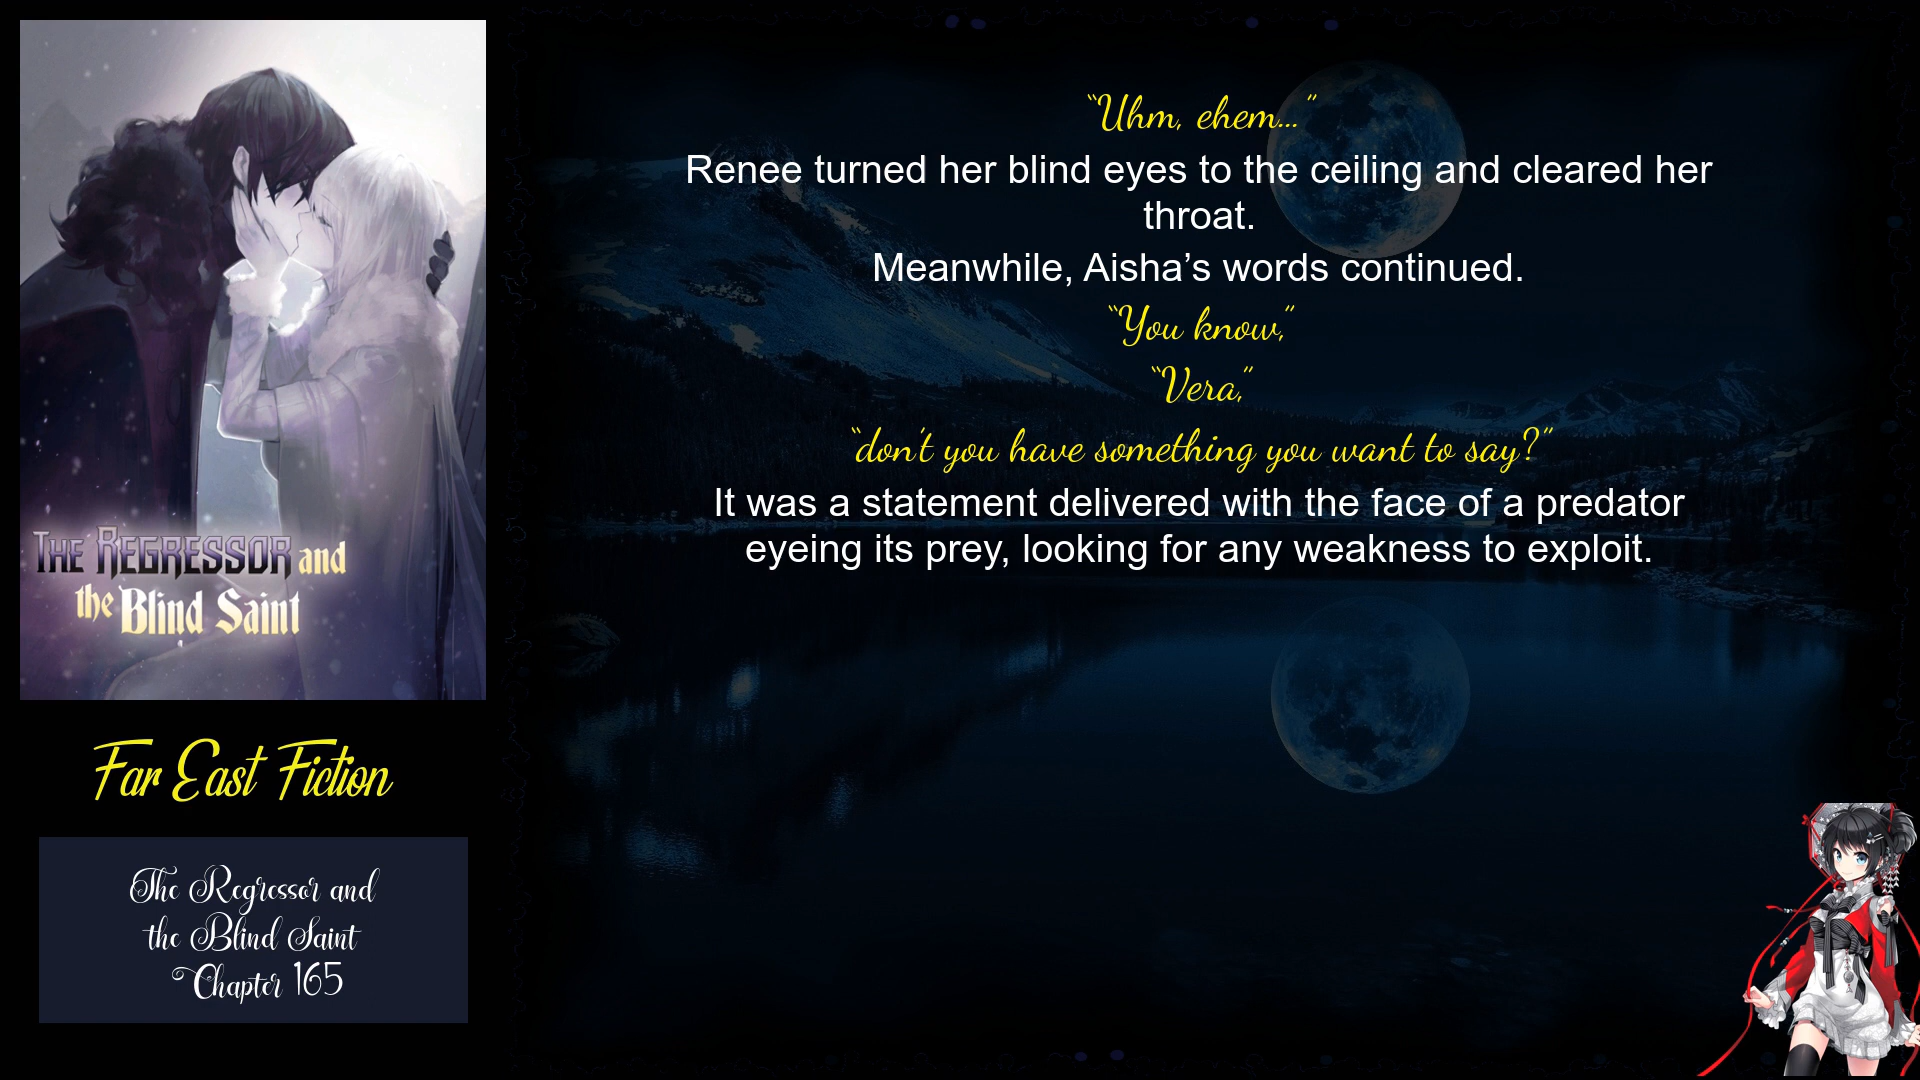 THE REGRESSOR and
the Blind Saint
Far East Fiction
The Regressor and
the Blind Saint
Chapter 165
“Uhm, ehem…”
Renee turned her blind eyes to the ceiling and cleared her
throat.
Meanwhile, Aisha’s words continued.
“You know,”
“Vera,”
“don’t you have something you want to say?”
It was a statement delivered with the face of a predator
eyeing its prey, looking for any weakness to exploit.